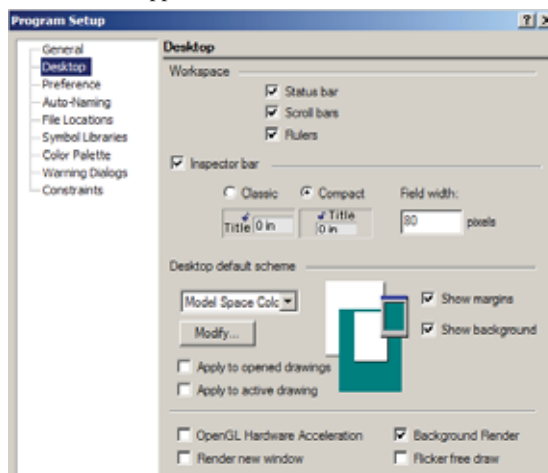 Program Setup
General
Desktop
Preference
Auto-Naming
File Locations
Symbol Libraries
Color Palette
Warning Dialogs
Constraints
Desktop
Workspace
Status bar
Scroll bars
Rulers
Inspector bar
Classic Compact Field width:
Title 0 in Title 0 in 80 pixels
Desktop default scheme
Model Space Colc
Show margins
Modify...
Show background
Apply to opened drawings
Apply to active drawing
OpenGL Hardware Acceleration Background Render
Render new window Flicker free draw